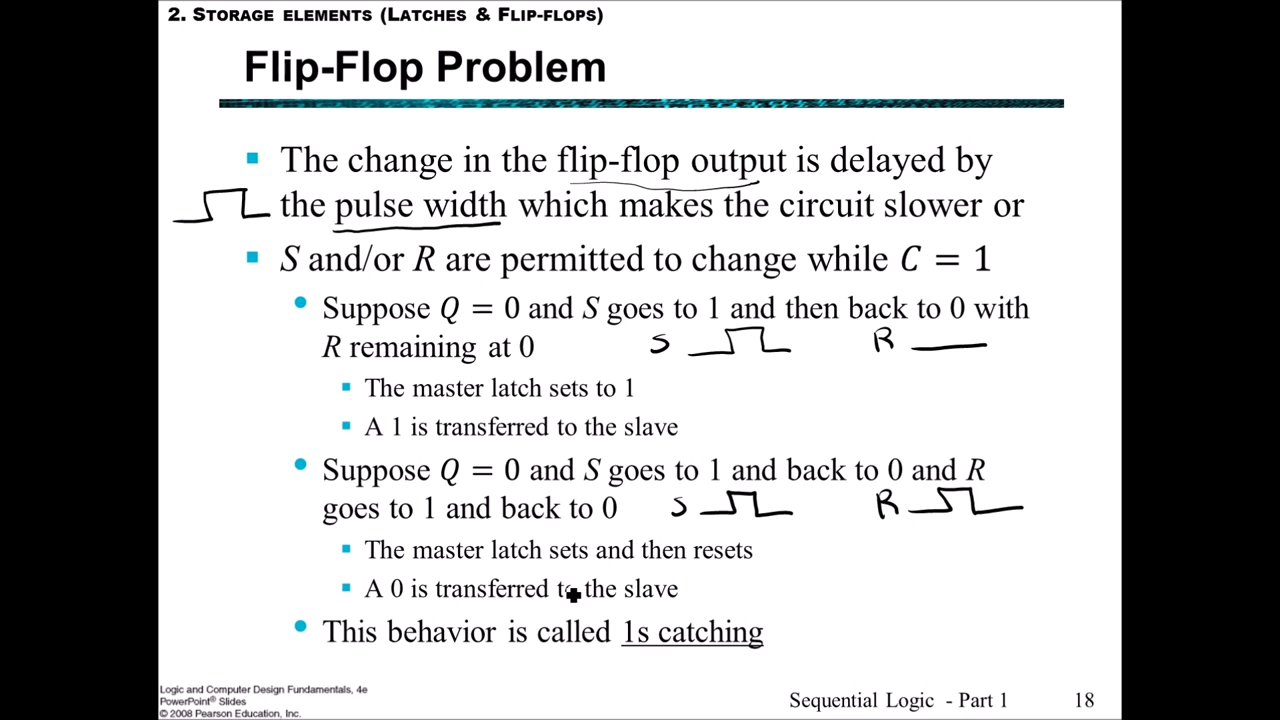 2. STORAGE ELEMENTS (LATCHES & FLIP-FLOPS)
Flip-Flop Problem
▪ The change in the flip-flop output is delayed by
the pulse width which makes the circuit slower or
▪ S and/or R are permitted to change while C = 1
• Suppose Q = 0 and S goes to 1 and then back to 0 with
R remaining at 0 S R
▪ The master latch sets to 1
▪ A 1 is transferred to the slave
• Suppose Q = 0 and S goes to 1 and back to 0 and R
goes to 1 and back to 0 S R
▪ The master latch sets and then resets
▪ A 0 is transferred to the slave
• This behavior is called 1s catching
Logic and Computer Design Fundamentals, 4e
PowerPoint® Slides
© 2008 Pearson Education, Inc.
Sequential Logic - Part 1 18